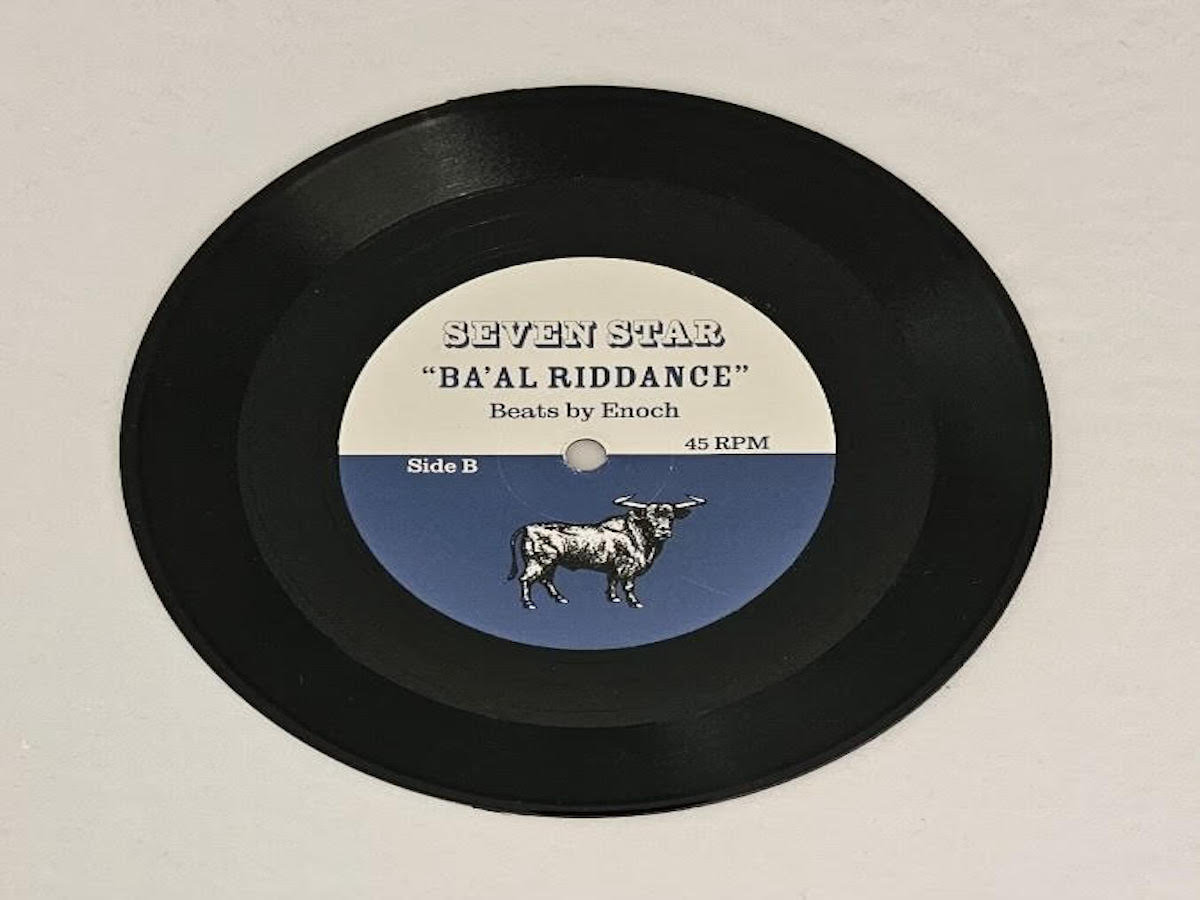 SEVEN STAR
“BA’AL RIDDANCE”
Beats by Enoch
45 RPM
Side B